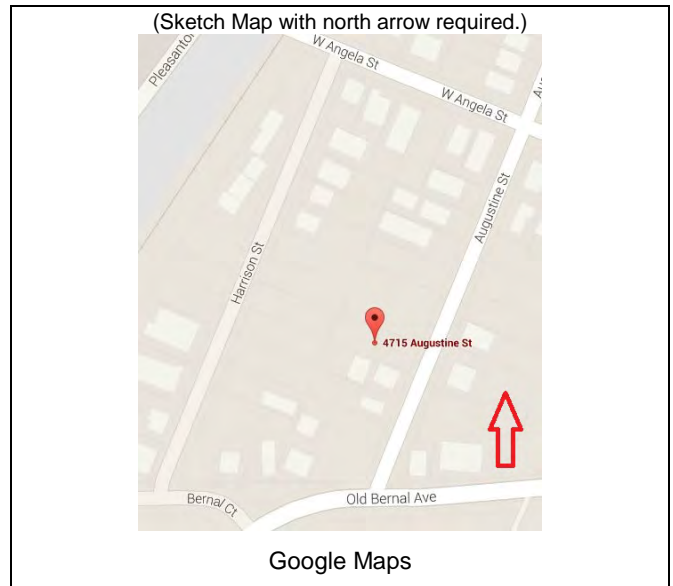 (Sketch Map with north arrow required.)
W Angela St
Pleasanton
W Angela St
Au
Augustine St
Harrison St
4715 Augustine St
Bernal Ct
Old Bernal Ave
Google Maps